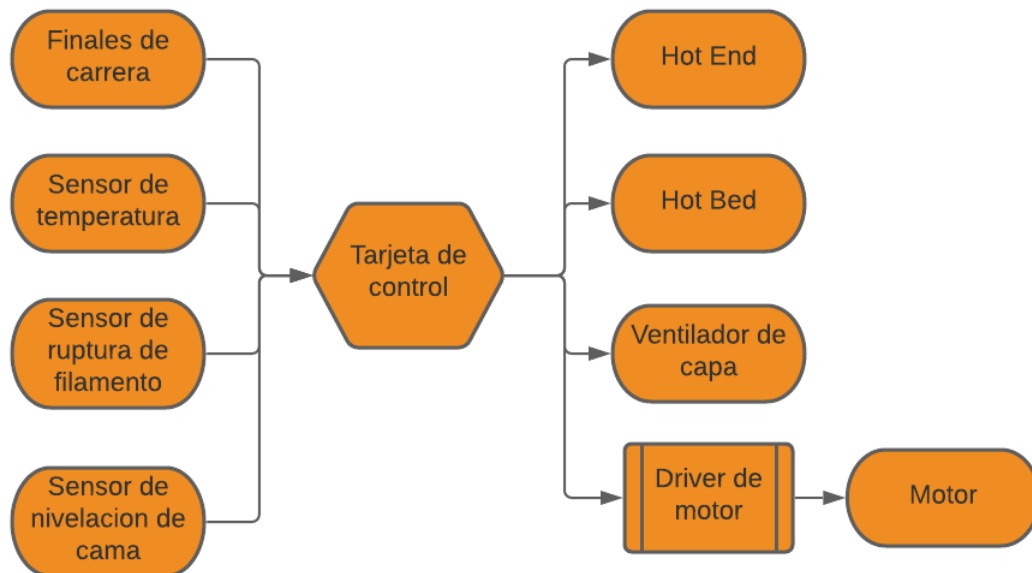 Finales de
carrera
Sensor de
temperatura
Sensor de
ruptura de
filamento
Sensor de
nivelacion de
cama
Tarjeta de
control
Hot End
Hot Bed
Ventilador de
capa
Driver de
motor
Motor